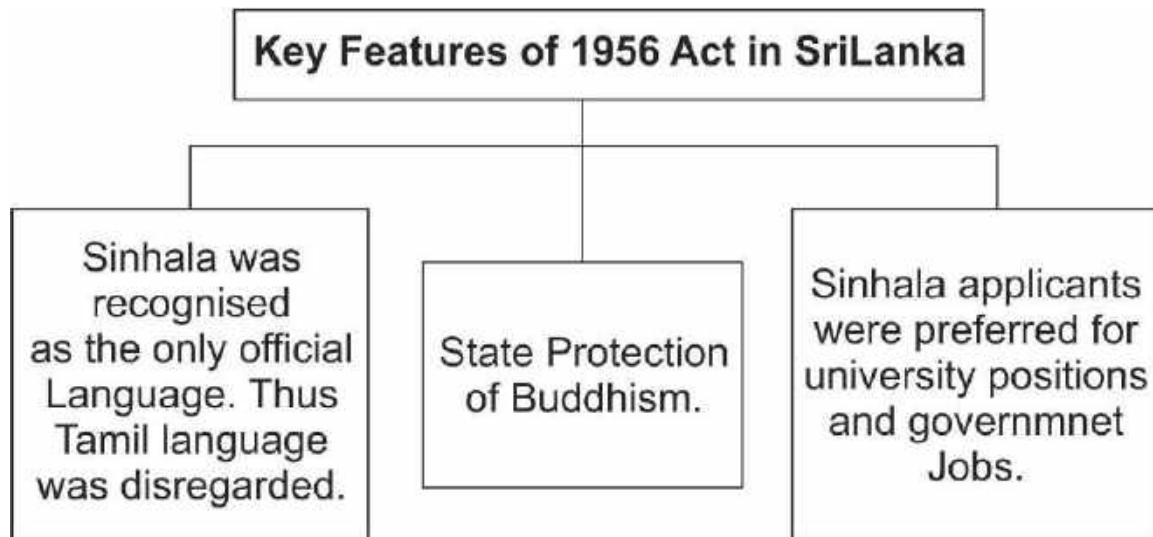 Key Features of 1956 Act in SriLanka
Sinhala was
recognised
as the only official
Language. Thus
Tamil language
was disregarded.
State Protection
of Buddhism.
Sinhala applicants
were preferred for
university positions
and governmnet
Jobs.